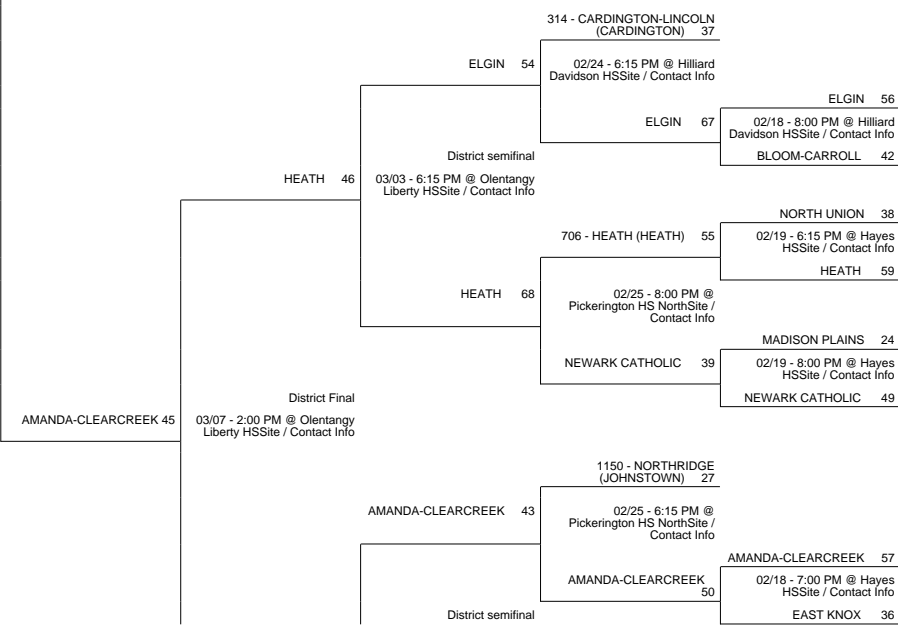 314 - CARDINGTON-LINCOLN
(CARDINGTON) 37
ELGIN 54
02/24 - 6:15 PM @ Hilliard
Davidson HSSite / Contact Info
ELGIN 56
ELGIN 67
02/18 - 8:00 PM @ Hilliard
Davidson HSSite / Contact Info
BLOOM-CARROLL 42
District semifinal
HEATH 46
03/03 - 6:15 PM @ Olentangy
Liberty HSSite / Contact Info
NORTH UNION 38
706 - HEATH (HEATH) 55
02/19 - 6:15 PM @ Hayes
HSSite / Contact Info
HEATH 59
HEATH 68
02/25 - 8:00 PM @
Pickerington HS NorthSite /
Contact Info
MADISON PLAINS 24
NEWARK CATHOLIC 39
02/19 - 8:00 PM @ Hayes
HSSite / Contact Info
NEWARK CATHOLIC 49
District Final
AMANDA-CLEARCREEK 45
03/07 - 2:00 PM @ Olentangy
Liberty HSSite / Contact Info
1150 - NORTHRIDGE
(JOHNSTOWN) 27
AMANDA-CLEARCREEK 43
02/25 - 6:15 PM @
Pickerington HS NorthSite /
Contact Info
AMANDA-CLEARCREEK 57
AMANDA-CLEARCREEK
50
02/18 - 7:00 PM @ Hayes
HSSite / Contact Info
District semifinal
EAST KNOX 36